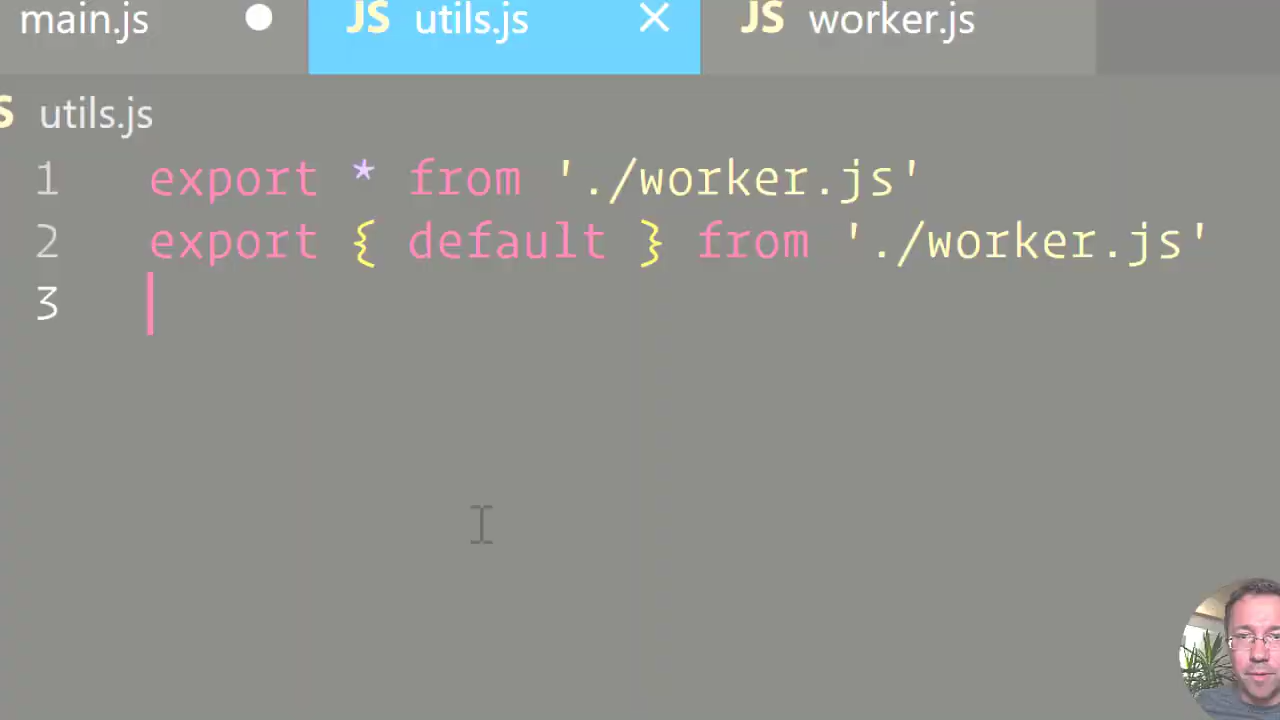 main.js
JS utils.js
JS worker.js
S utils.js
1 export * from './worker.js'
2 export { default } from './worker.js'
3